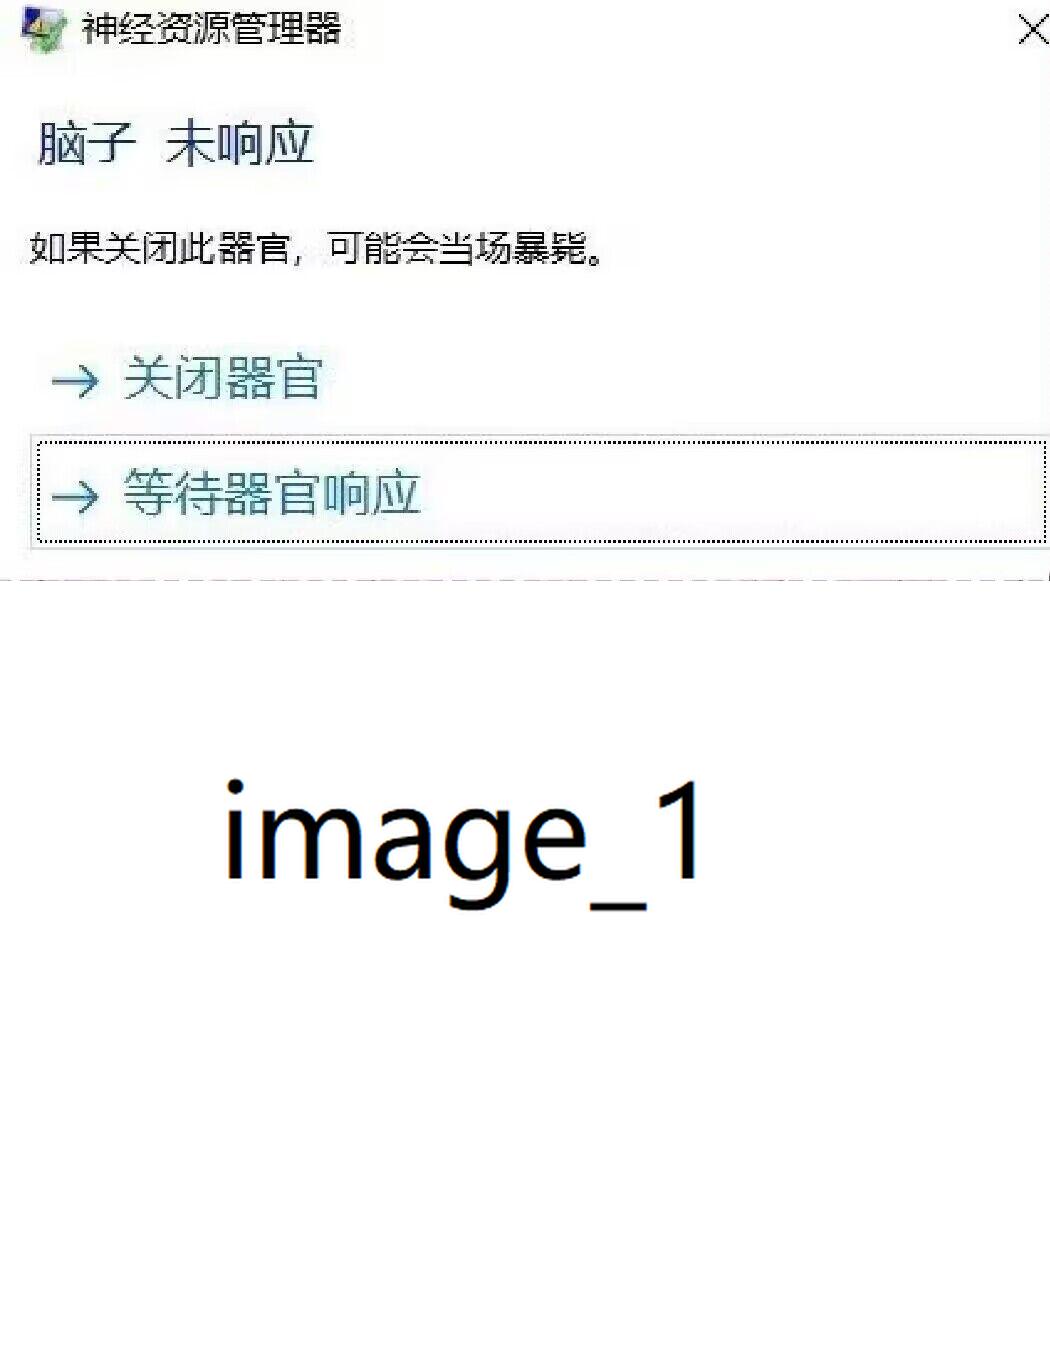 神经资源管理器
脑子 未响应
如果关闭此器官，可能会当场暴毙。
→ 关闭器官
→ 等待器官响应
image_1